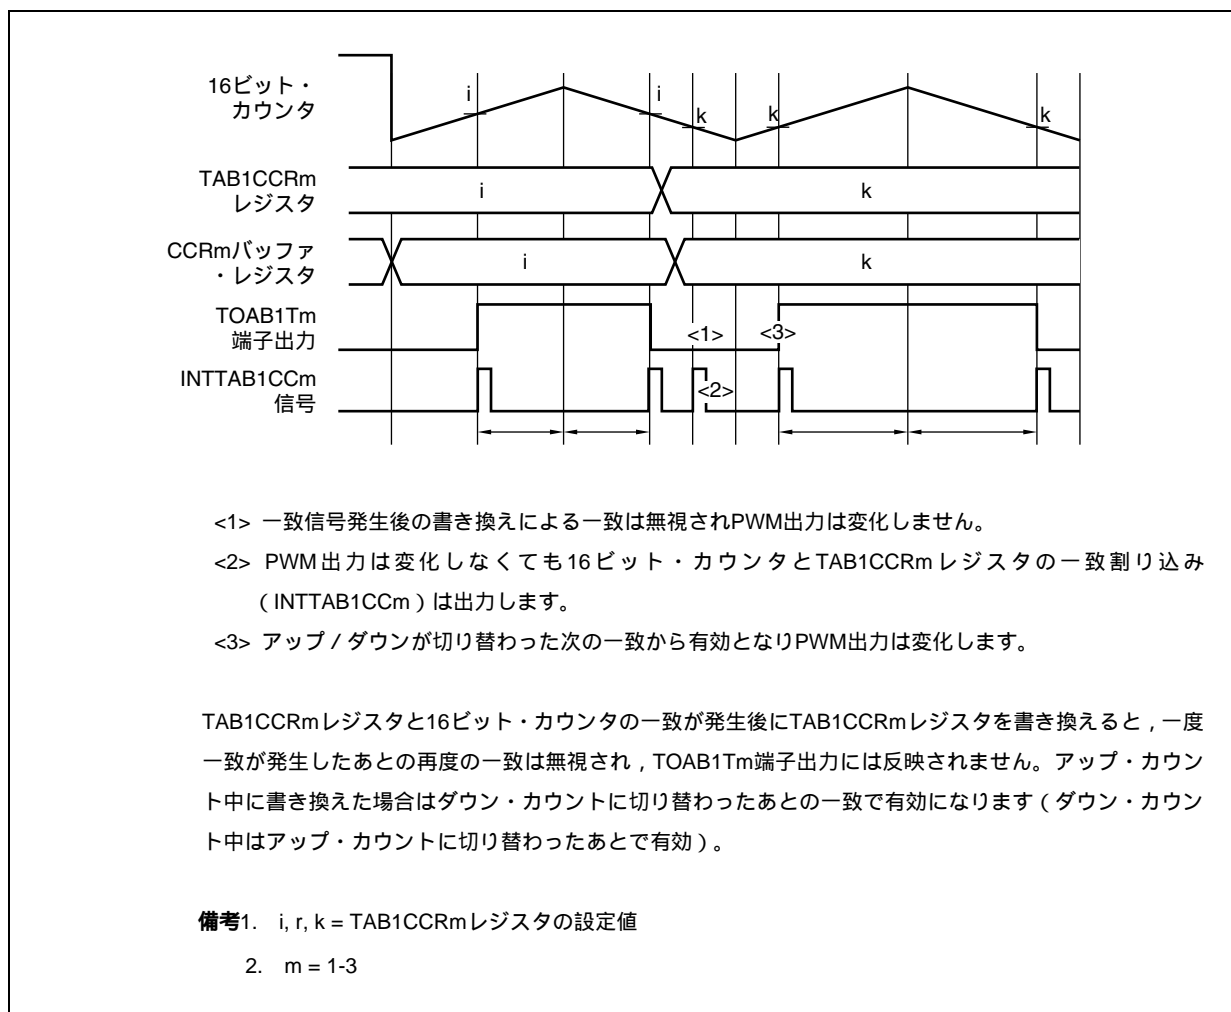 16ビット・
カウンタ
i
i
k
k
k
TAB1CCRm
レジスタ
i
k
CCRmバッファ
・レジスタ
i
k
TOAB1Tm
端子出力
<1>
<3>
INTTAB1CCm
信号
<2>
<1> 一致信号発生後の書き換えによる一致は無視されPWM出力は変化しません。
<2> PWM出力は変化しなくても16ビット・カウンタとTAB1CCRmレジスタの一致割り込み
（INTTAB1CCm）は出力します。
<3> アップ／ダウンが切り替わった次の一致から有効となりPWM出力は変化します。
TAB1CCRmレジスタと16ビット・カウンタの一致が発生後にTAB1CCRmレジスタを書き換えると，一度
一致が発生したあとの再度の一致は無視され，TOAB1Tm端子出力には反映されません。アップ・カウン
ト中に書き換えた場合はダウン・カウントに切り替わったあとの一致で有効になります（ダウン・カウン
ト中はアップ・カウントに切り替わったあとで有効）。
備考1. i, r, k = TAB1CCRmレジスタの設定値
2. m = 1-3